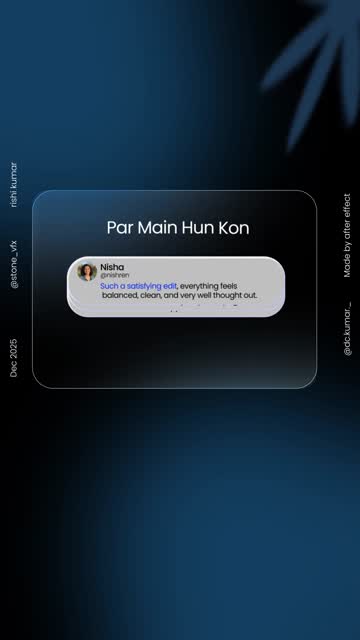 Par Main Hun Kon
Nisha
@nishren
Such a satisfying edit, everything feels
balanced, clean, and very well thought out.
rishi kumar
@stone_vfx
Dec 2025
Made by after effect
@dc.kumar._